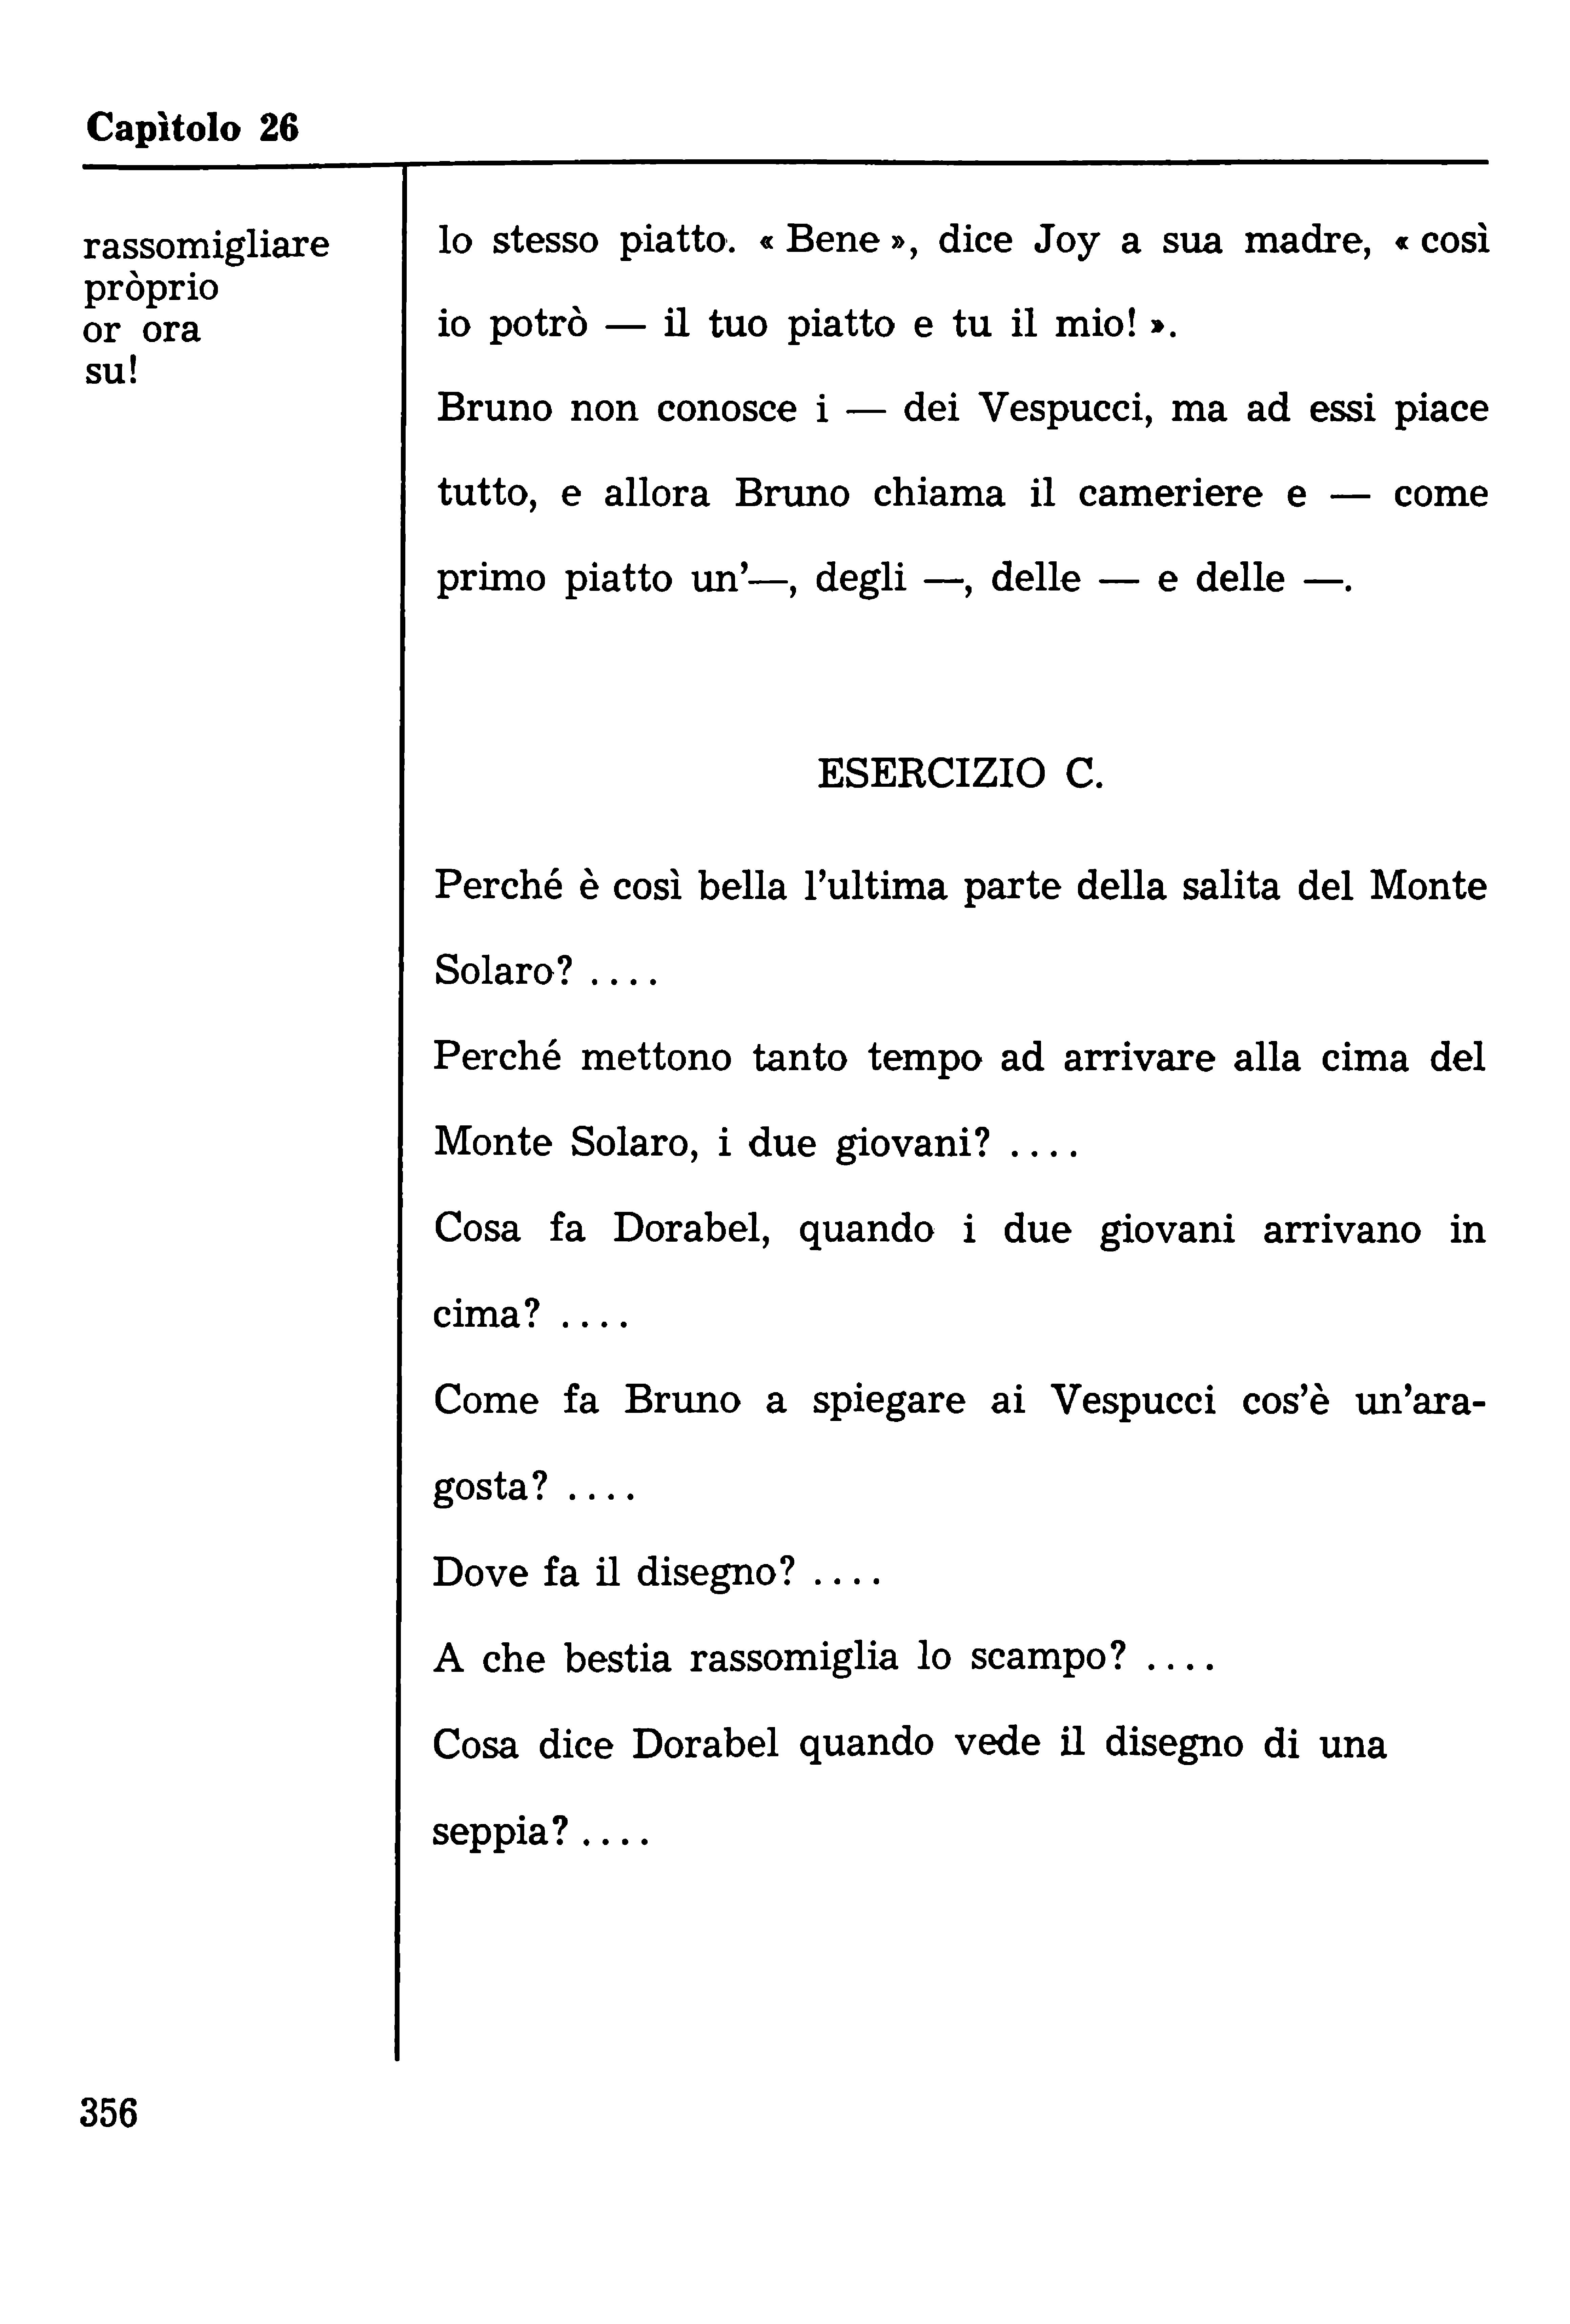 Capìtolo 26
rassomigliare
pròprio
or ora
su!
lo stesso piatto. « Bene », dice Joy a sua madre, « così
io potrò — il tuo piatto e tu il mio! ».
Bruno non conosce i — dei Vespucci, ma ad essi piace
tutto, e allora Bruno chiama il cameriere e — come
primo piatto un’—, degli —, delle — e delle —.
ESERCIZIO C.
Perché è così bella l’ultima parte della salita del Monte
Solaro? ....
Perché mettono tanto tempo ad arrivare alla cima del
Monte Solaro, i due giovani? ....
Cosa fa Dorabel, quando i due giovani arrivano in
cima? ....
Come fa Bruno a spiegare ai Vespucci cos’è un’ara-
gosta? ....
Dove fa il disegno? ....
A che bestia rassomiglia lo scampo? ....
Cosa dice Dorabel quando vede il disegno di una
seppia? ....
356